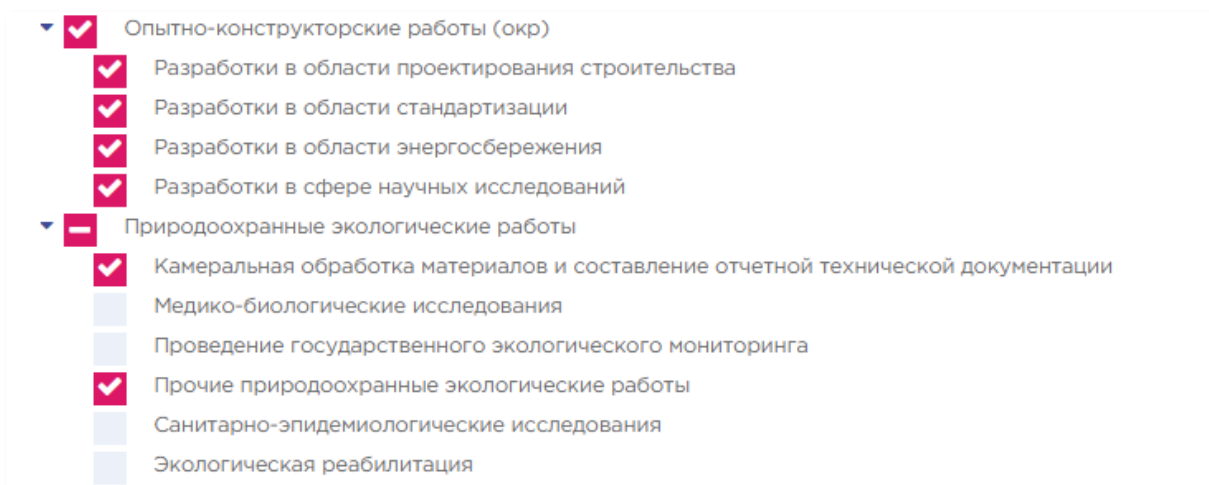 Опытно-конструкторские работы (окр)
Разработки в области проектирования строительства
Разработки в области стандартизации
Разработки в области энергосбережения
Разработки в сфере научных исследований
Природоохранные экологические работы
Камеральная обработка материалов и составление отчетной технической документации
Медико-биологические исследования
Проведение государственного экологического мониторинга
Прочие природоохранные экологические работы
Санитарно-эпидемиологические исследования
Экологическая реабилитация